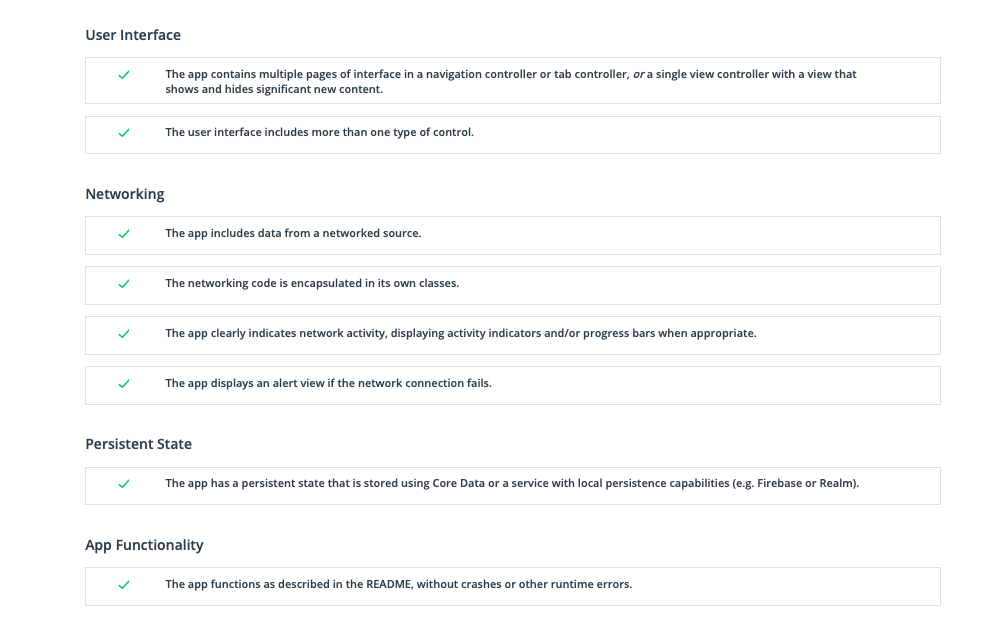 User Interface
The app contains multiple pages of interface in a navigation controller or tab controller, or a single view controller with a view that
shows and hides significant new content.
The user interface includes more than one type of control.
Networking
The app includes data from a networked source.
The networking code is encapsulated in its own classes.
The app clearly indicates network activity, displaying activity indicators and/or progress bars when appropriate.
The app displays an alert view if the network connection fails.
Persistent State
The app has a persistent state that is stored using Core Data or a service with local persistence capabilities (e.g. Firebase or Realm).
App Functionality
The app functions as described in the README, without crashes or other runtime errors.